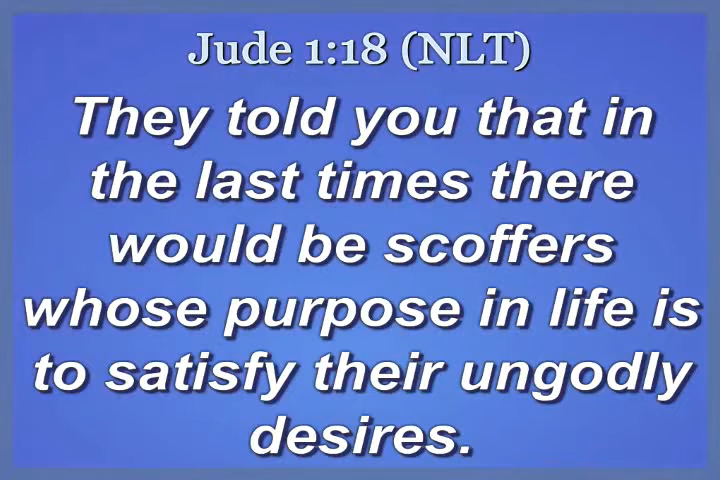 Jude 1:18 (NLT)
They told you that in
the last times there
would be scoffers
whose purpose in life is
to satisfy their ungodly
desires.